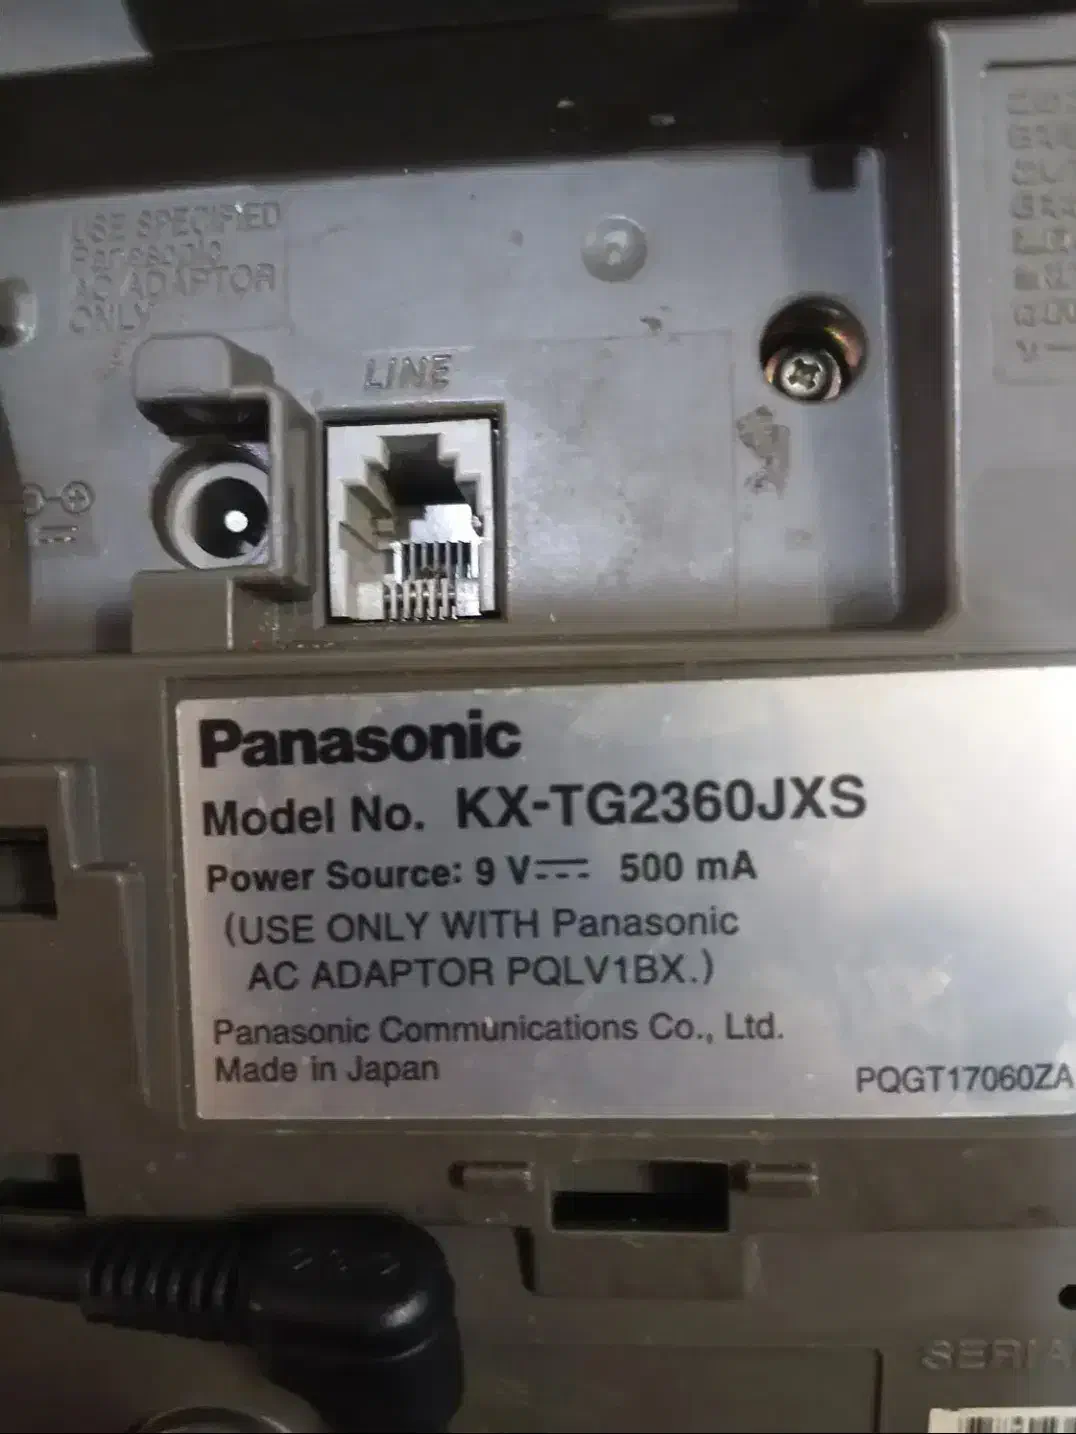 USE SPECIFIED
Panasonic
AC ADAPTOR
ONLY
LINE
Panasonic
Model No. KX-TG2360JXS
Power Source: 9 V⎓ 500 mA
(USE ONLY WITH Panasonic
AC ADAPTOR PQLV1BX.)
Panasonic Communications Co., Ltd.
Made in Japan
PQGT17060ZA